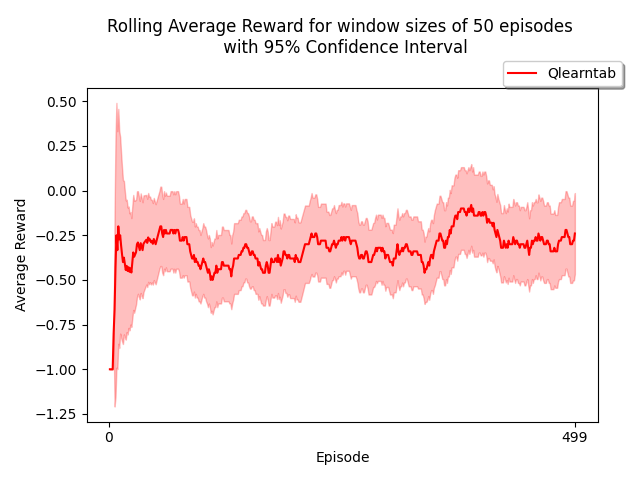 Rolling Average Reward for window sizes of 50 episodes
with 95% Confidence Interval
Qlearntab
0.50
0.25
0.00
−0.25
−0.50
−0.75
−1.00
−1.25
Average Reward
0
499
Episode